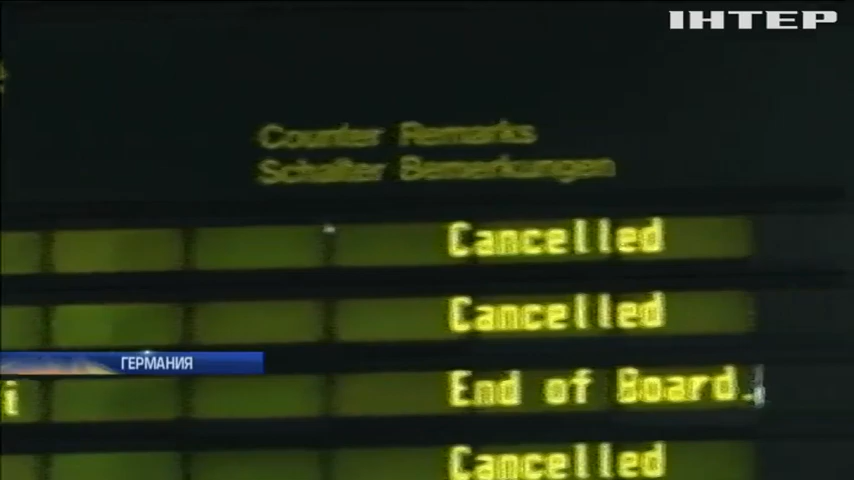 ІНТЕР
Counter Remarks
Schalter Bemerkungen
Cancelled
Cancelled
ГЕРМАНИЯ
i End of Board.
Cancelled